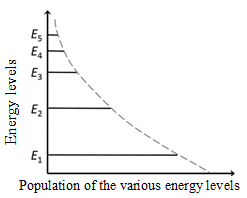 Energy levels
E5
E4
E3
E2
E1
Population of the various energy levels